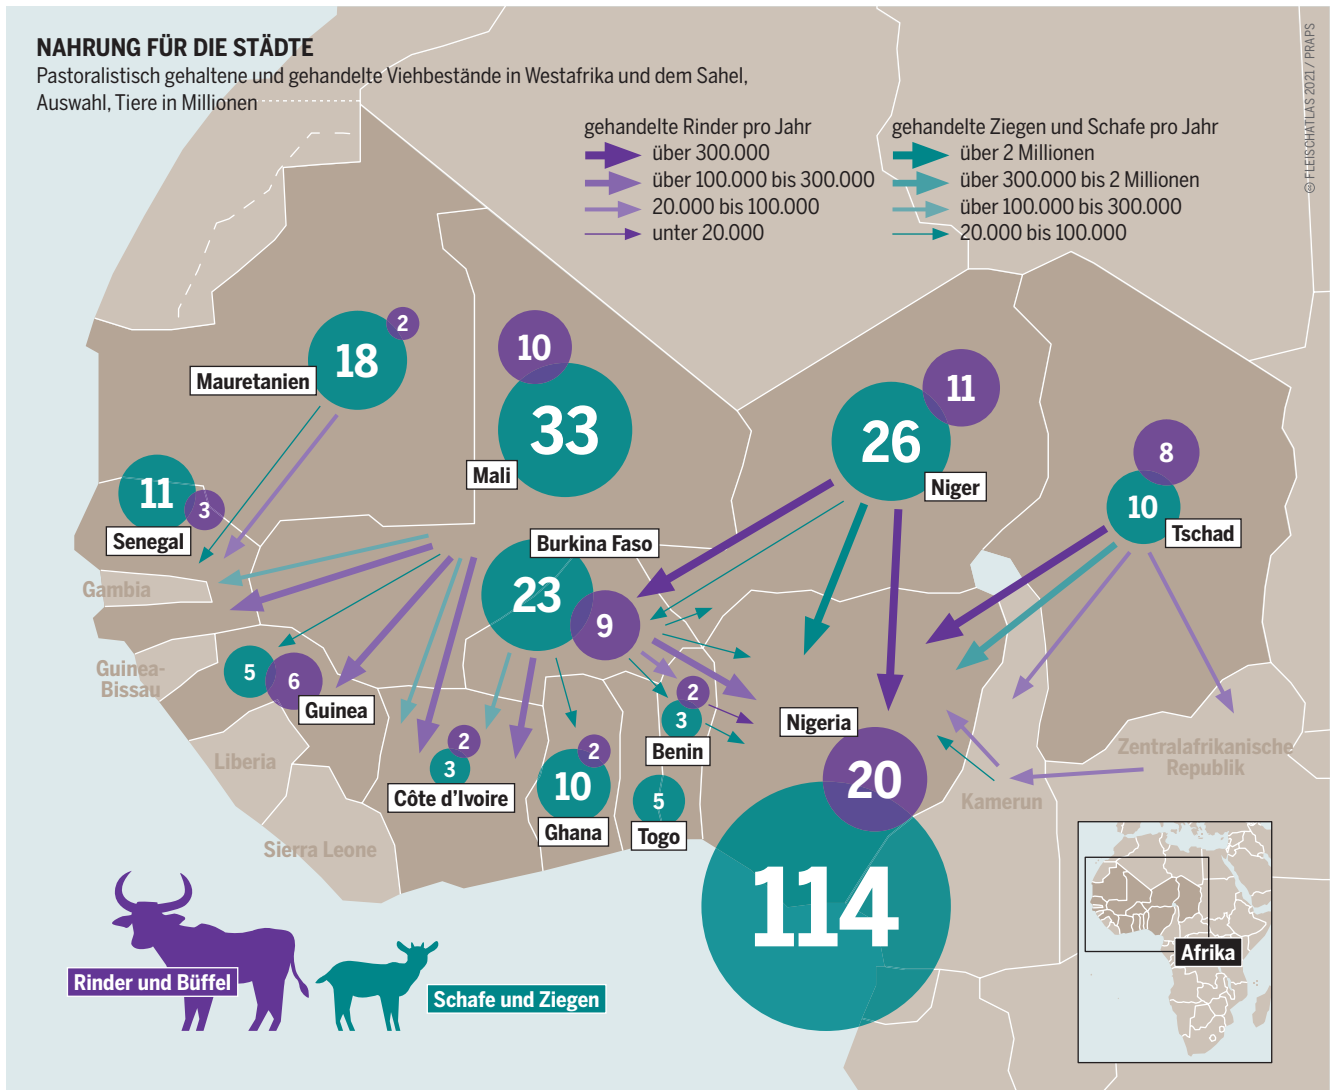 NAHRUNG FÜR DIE STÄDTE
Pastoralistisch gehaltene und gehandelte Viehbestände in Westafrika und dem Sahel,
Auswahl, Tiere in Millionen
gehandelte Rinder pro Jahr
über 300.000
über 100.000 bis 300.000
20.000 bis 100.000
unter 20.000
gehandelte Ziegen und Schafe pro Jahr
über 2 Millionen
über 300.000 bis 2 Millionen
über 100.000 bis 300.000
20.000 bis 100.000
© FLEISCHATLAS 2021 / PRAPS
2
18
Mauretanien
10
33
Mali
11
26
Niger
8
10
Tschad
11
3
Senegal
Gambia
Burkina Faso
23
9
Guinea-
Bissau
5
6
Guinea
2
3
Benin
Nigeria
20
114
Liberia
2
3
Côte d’Ivoire
2
10
Ghana
5
Togo
Zentralafrikanische
Republik
Kamerun
Sierra Leone
Afrika
Rinder und Büffel
Schafe und Ziegen